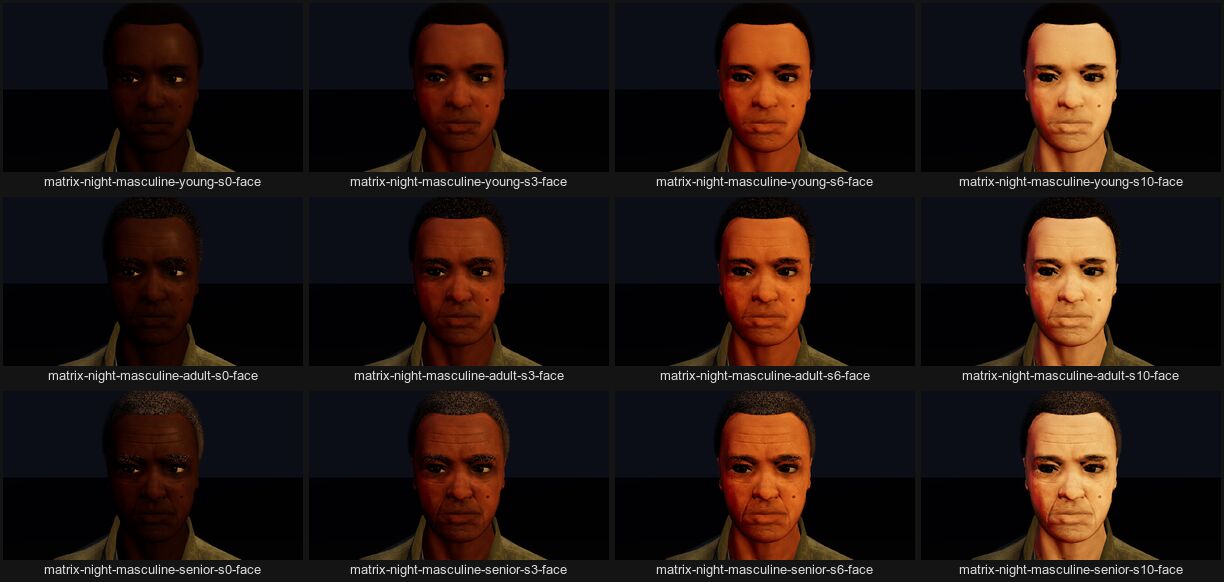 matrix-night-masculine-young-s0-face
matrix-night-masculine-young-s3-face
matrix-night-masculine-young-s6-face
matrix-night-masculine-young-s10-face
matrix-night-masculine-adult-s0-face
matrix-night-masculine-adult-s3-face
matrix-night-masculine-adult-s6-face
matrix-night-masculine-adult-s10-face
matrix-night-masculine-senior-s0-face
matrix-night-masculine-senior-s3-face
matrix-night-masculine-senior-s6-face
matrix-night-masculine-senior-s10-face